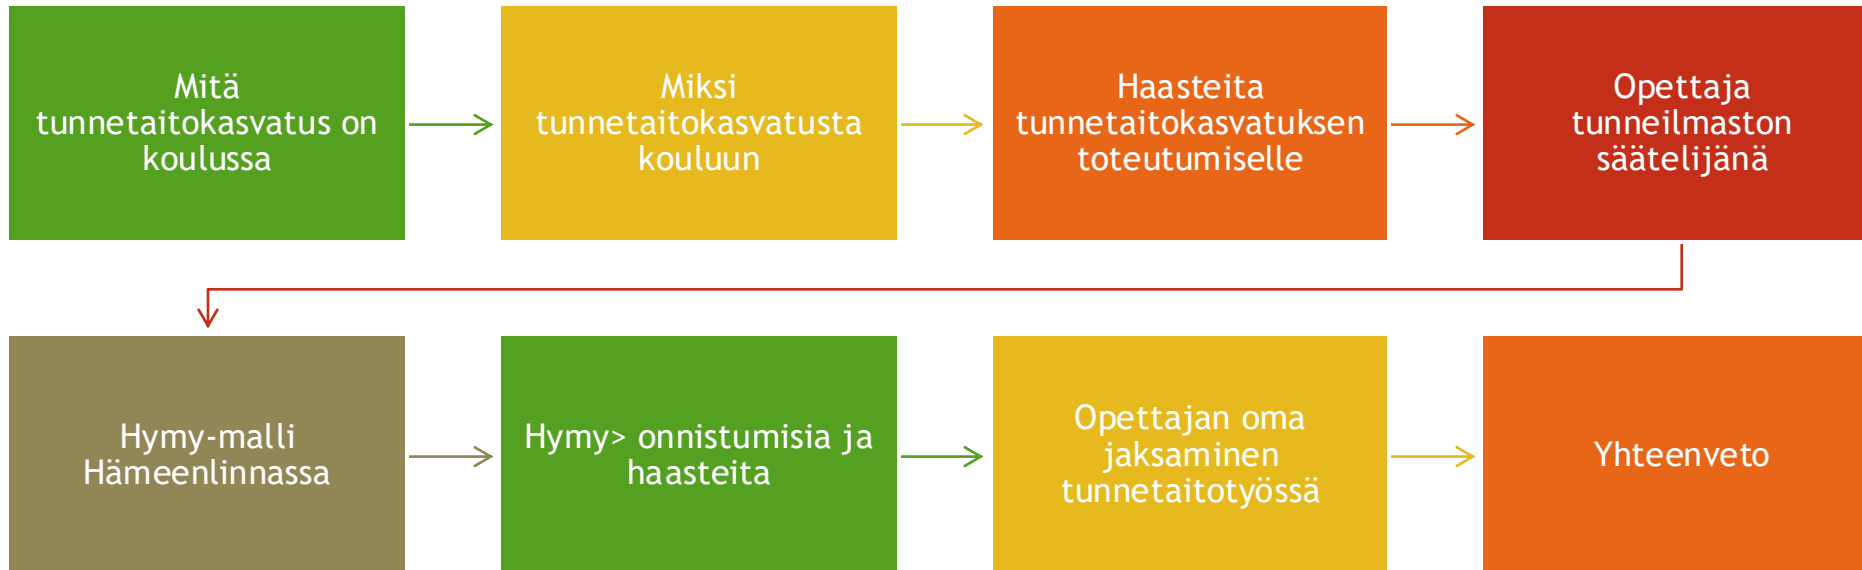 Mitä
tunnetaitokasvatus on
koulussa
Miksi
tunnetaitokasvatusta
kouluun
Haasteita
tunnetaitokasvatuksen
toteutumiselle
Opettaja
tunneilmaston
säätelijänä
Hymy-malli
Hämeenlinnassa
Hymy> onnistumisia ja
haasteita
Opettajan oma
jaksaminen
tunnetaitotyössä
Yhteenveto